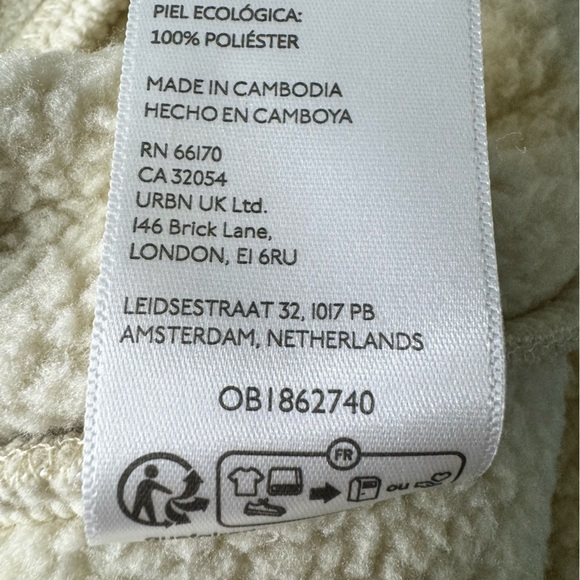 PIEL ECOLÓGICA:
100% POLIÉSTER
MADE IN CAMBODIA
HECHO EN CAMBOYA
RN 66170
CA 32054
URBN UK Ltd.
146 Brick Lane,
LONDON, E1 6RU
LEIDSESTRAAT 32, 1017 PB
AMSTERDAM, NETHERLANDS
OB1862740
FR
OU